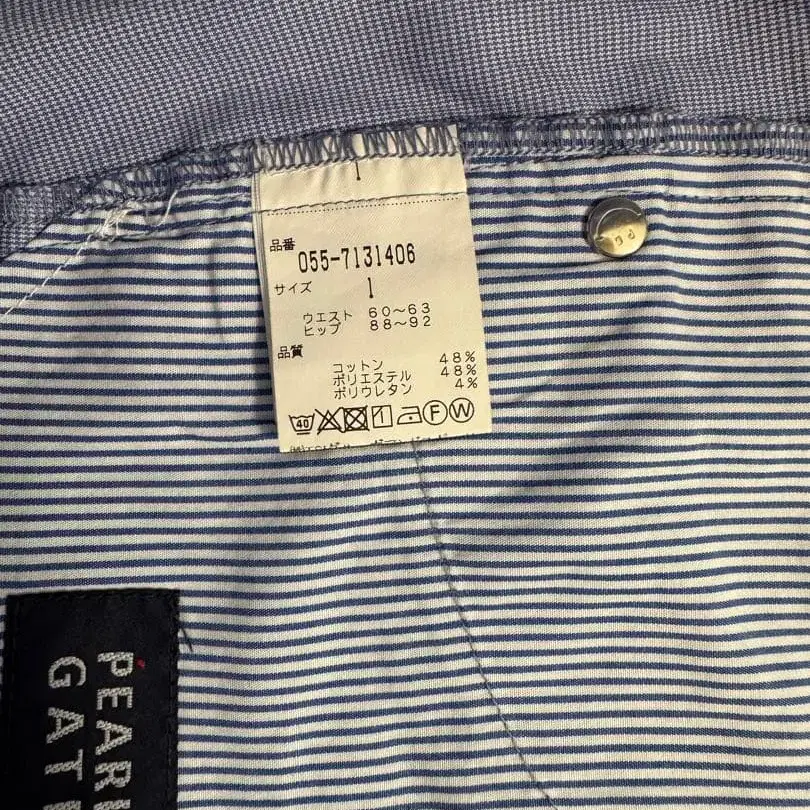 1
品番
055-7131406
サイズ
1
ウエスト 60〜63
ヒップ 88〜92
品質
コットン 48%
ポリエステル 48%
ポリウレタン 4%
40 F W
PG
PEAR
GAT